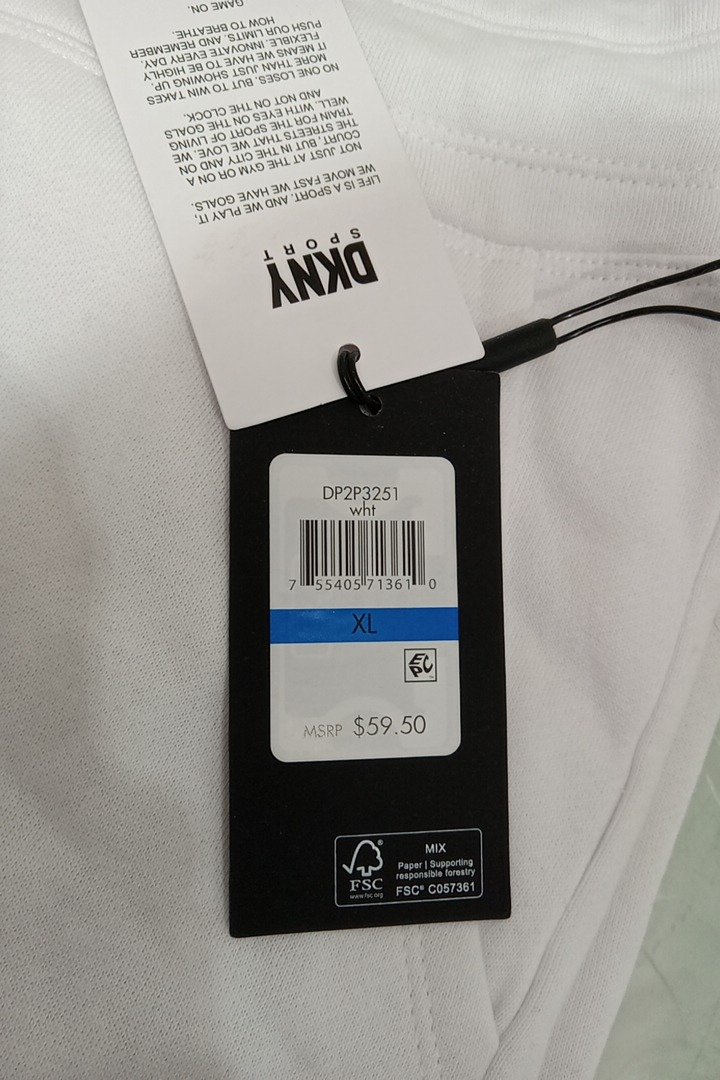 DKNY
SPORT
LIFE IS A SPORT. AND WE PLAY IT,
WE MOVE FAST WE HAVE GOALS.
NOT JUST AT THE GYM OR ON A
COURT, BUT IN THE CITY AND ON
THE STREETS THAT WE LOVE. WE
TRAIN FOR THE SPORT OF LIVING
WELL. WITH EYES ON THE GOALS
AND NOT ON THE CLOCK.
NO ONE LOSES. BUT TO WIN TAKES
MORE THAN JUST SHOWING UP.
IT MEANS WE HAVE TO BE HIGHLY
FLEXIBLE. INNOVATE EVERY DAY.
PUSH OUR LIMITS. AND REMEMBER
HOW TO BREATHE.
GAME ON.
DP2P3251
wht
7 55405 71361 0
XL
EPC
MSRP $59.50
FSC®
www.fsc.org
MIX
Paper | Supporting
responsible forestry
FSC® C057361